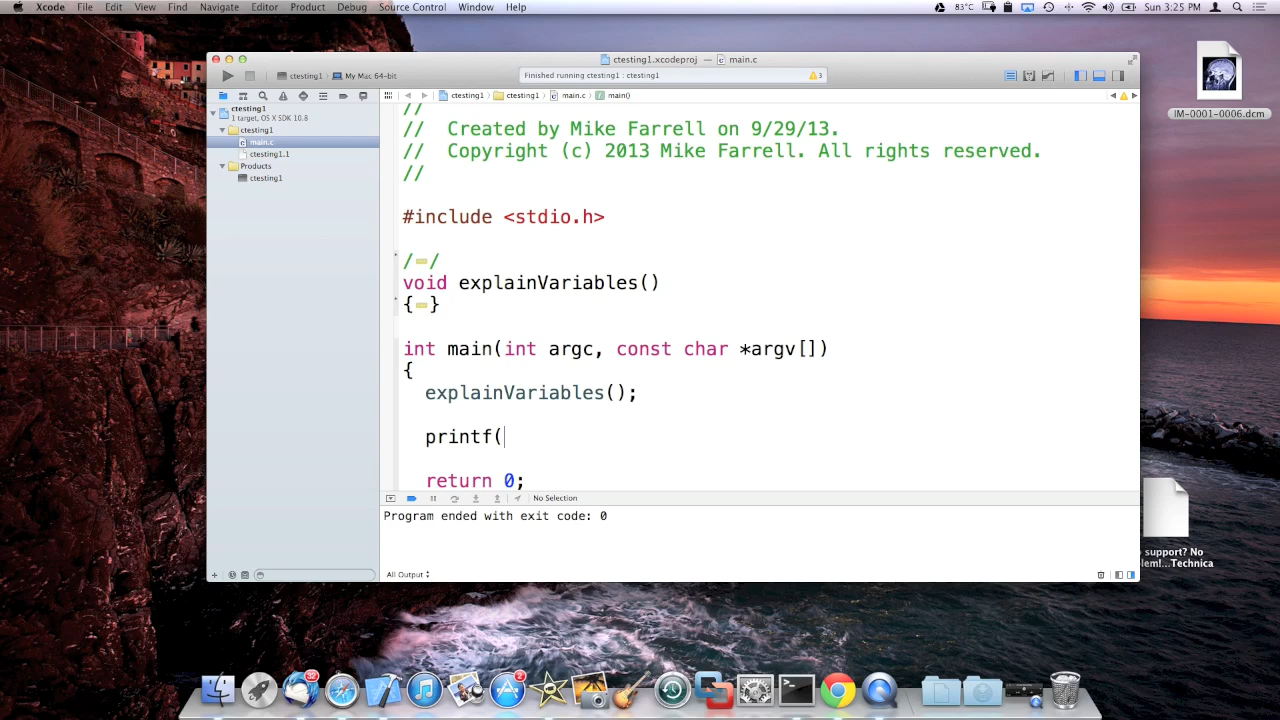 Xcode File Edit View Find Navigate Editor Product Debug Source Control Window Help 83°C Sun 3:25 PM
ctesting1.xcodeproj — main.c
ctesting1 My Mac 64-bit Finished running ctesting1 : ctesting1 3
ctesting1 ctesting1 main.c main()
ctesting1
1 target, OS X SDK 10.8
ctesting1
main.c
ctesting1.1
Products
ctesting1
//
// Created by Mike Farrell on 9/29/13.
// Copyright (c) 2013 Mike Farrell. All rights reserved.
//
#include <stdio.h>
/ /
void explainVariables()
{ }
int main(int argc, const char *argv[])
{
explainVariables();
printf(
return 0;
No Selection
Program ended with exit code: 0
All Output
IM-0001-0006.dcm
support? No
lem!...Technica
32
2